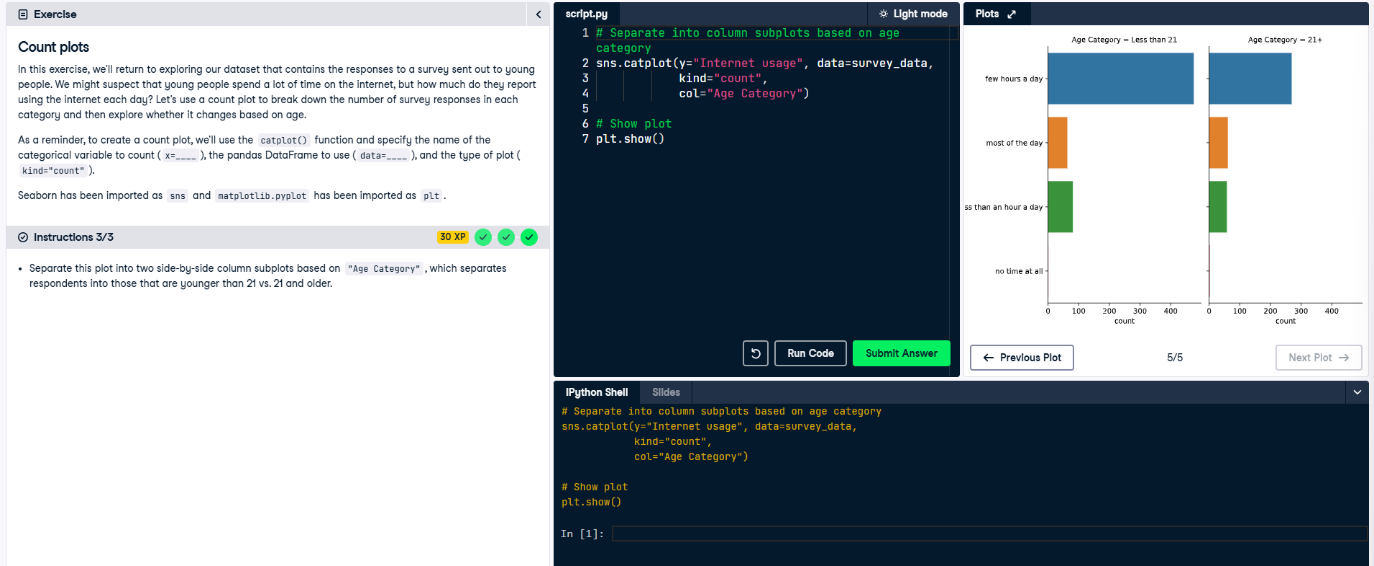 Exercise
Count plots
In this exercise, we'll return to exploring our dataset that contains the responses to a survey sent out to young
people. We might suspect that young people spend a lot of time on the internet, but how much do they report
using the internet each day? Let's use a count plot to break down the number of survey responses in each
category and then explore whether it changes based on age.
As a reminder, to create a count plot, we'll use the catplot() function and specify the name of the
categorical variable to count ( x=____ ), the pandas DataFrame to use ( data=____ ), and the type of plot (
kind="count" ).
Seaborn has been imported as sns and matplotlib.pyplot has been imported as plt .
Instructions 3/3
30 XP
• Separate this plot into two side-by-side column subplots based on "Age Category" , which separates
respondents into those that are younger than 21 vs. 21 and older.
script.py
Light mode
1 # Separate into column subplots based on age
category
2 sns.catplot(y="Internet usage", data=survey_data,
3 kind="count",
4 col="Age Category")
5
6 # Show plot
7 plt.show()
Run Code
Submit Answer
Plots
Age Category = Less than 21
Age Category = 21+
few hours a day
most of the day
ss than an hour a day
no time at all
0 100 200 300 400
0 100 200 300 400
count
count
← Previous Plot
5/5
Next Plot →
IPython Shell
Slides
# Separate into column subplots based on age category
sns.catplot(y="Internet usage", data=survey_data,
kind="count",
col="Age Category")
# Show plot
plt.show()
In [1]: